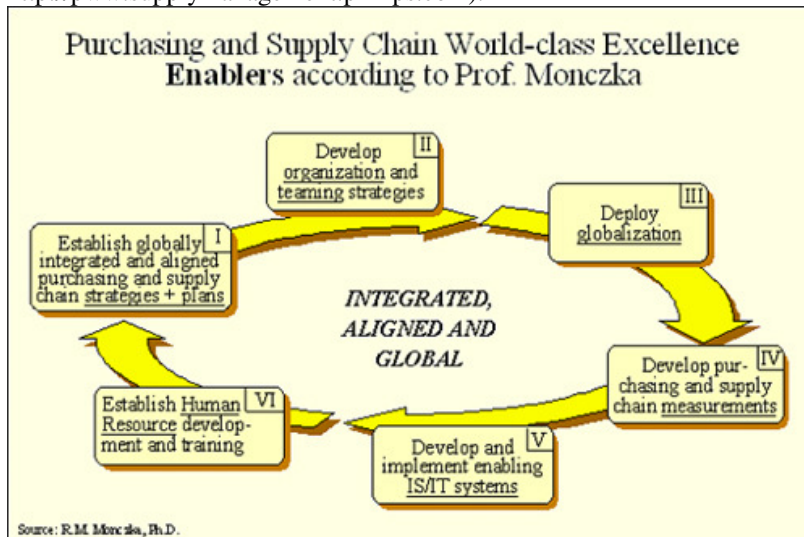 Purchasing and Supply Chain World-class Excellence
Enablers according to Prof. Monczka
II
Develop
organization and
teaming strategies
III
Deploy
globalization
I
Establish globally
integrated and aligned
purchasing and supply
chain strategies + plans
INTEGRATED,
ALIGNED AND
GLOBAL
IV
Develop pur-
chasing and supply
chain measurements
VI
Establish Human
Resource develop-
ment and training
V
Develop and
implement enabling
IS/IT systems
Source: R.M. Monczka, Ph.D.